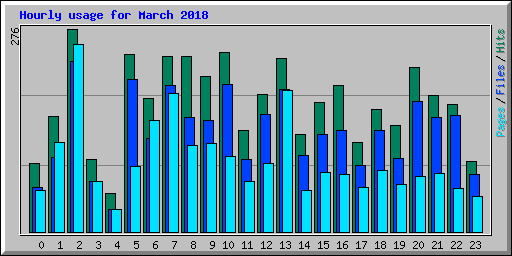 Hourly usage for March 2018
276
Pages/Files/Hits
0 1 2 3 4 5 6 7 8 9 10 11 12 13 14 15 16 17 18 19 20 21 22 23